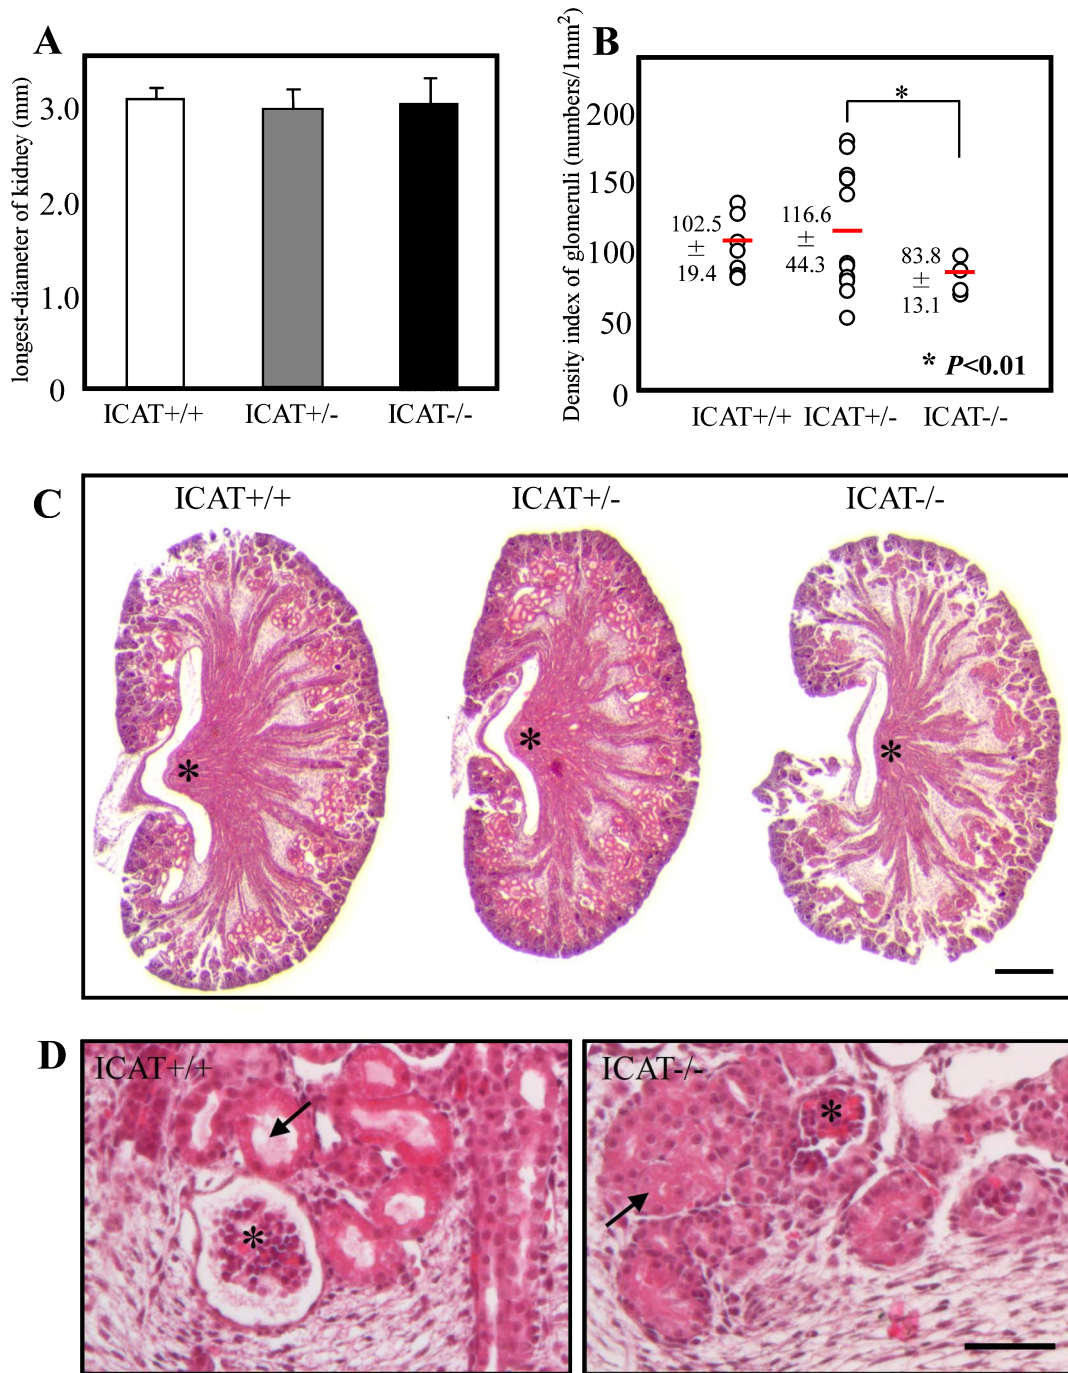 A
longest-diameter of kidney (mm)
3.0
2.0
1.0
0
ICAT+/+ ICAT+/- ICAT-/-
B
Density index of glomeruli (numbers/1mm²)
200
150
100
50
0
*
102.5
±
19.4
116.6
±
44.3
83.8
±
13.1
* P<0.01
ICAT+/+ ICAT+/- ICAT-/-
C
ICAT+/+ ICAT+/- ICAT-/-
* * *
D
ICAT+/+
*
ICAT-/-
*